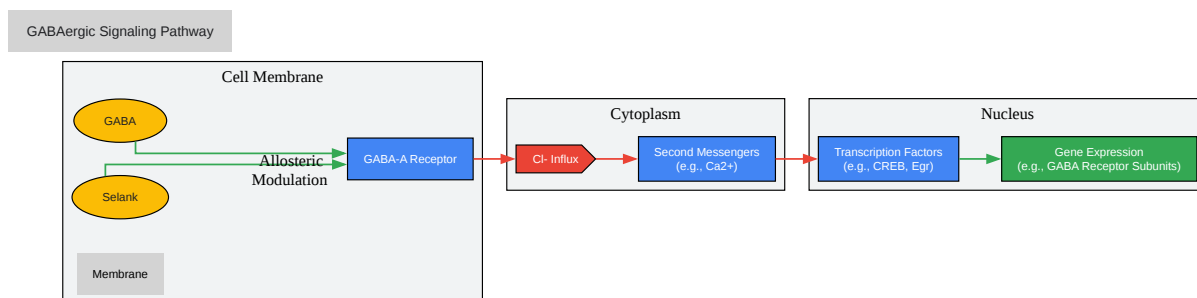 GABAergic Signaling Pathway
Cell Membrane
GABA
Allosteric
Modulation
GABA-A Receptor
Selank
Membrane
Cytoplasm
Cl- Influx
Second Messengers
(e.g., Ca2+)
Nucleus
Transcription Factors
(e.g., CREB, Egr)
Gene Expression
(e.g., GABA Receptor Subunits)